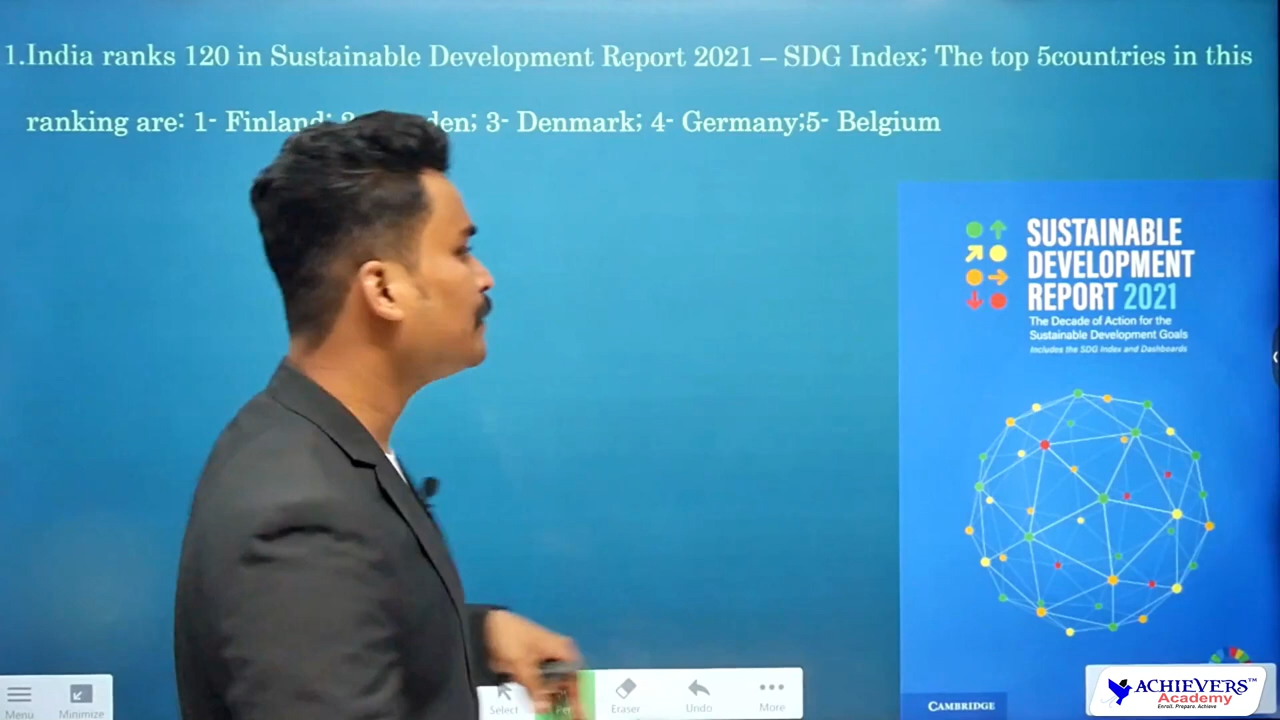 1.India ranks 120 in Sustainable Development Report 2021 – SDG Index; The top 5countries in this
ranking are: 1- Finland; 3- Denmark; 4- Germany;5- Belgium
SUSTAINABLE
DEVELOPMENT
REPORT 2021
The Decade of Action for the
Sustainable Development Goals
Includes the SDG Index and Dashboards
CAMBRIDGE
Menu
Minimize
Select
Eraser
Undo
More
ACHIEVERS™
Academy
Enroll. Prepare. Achieve